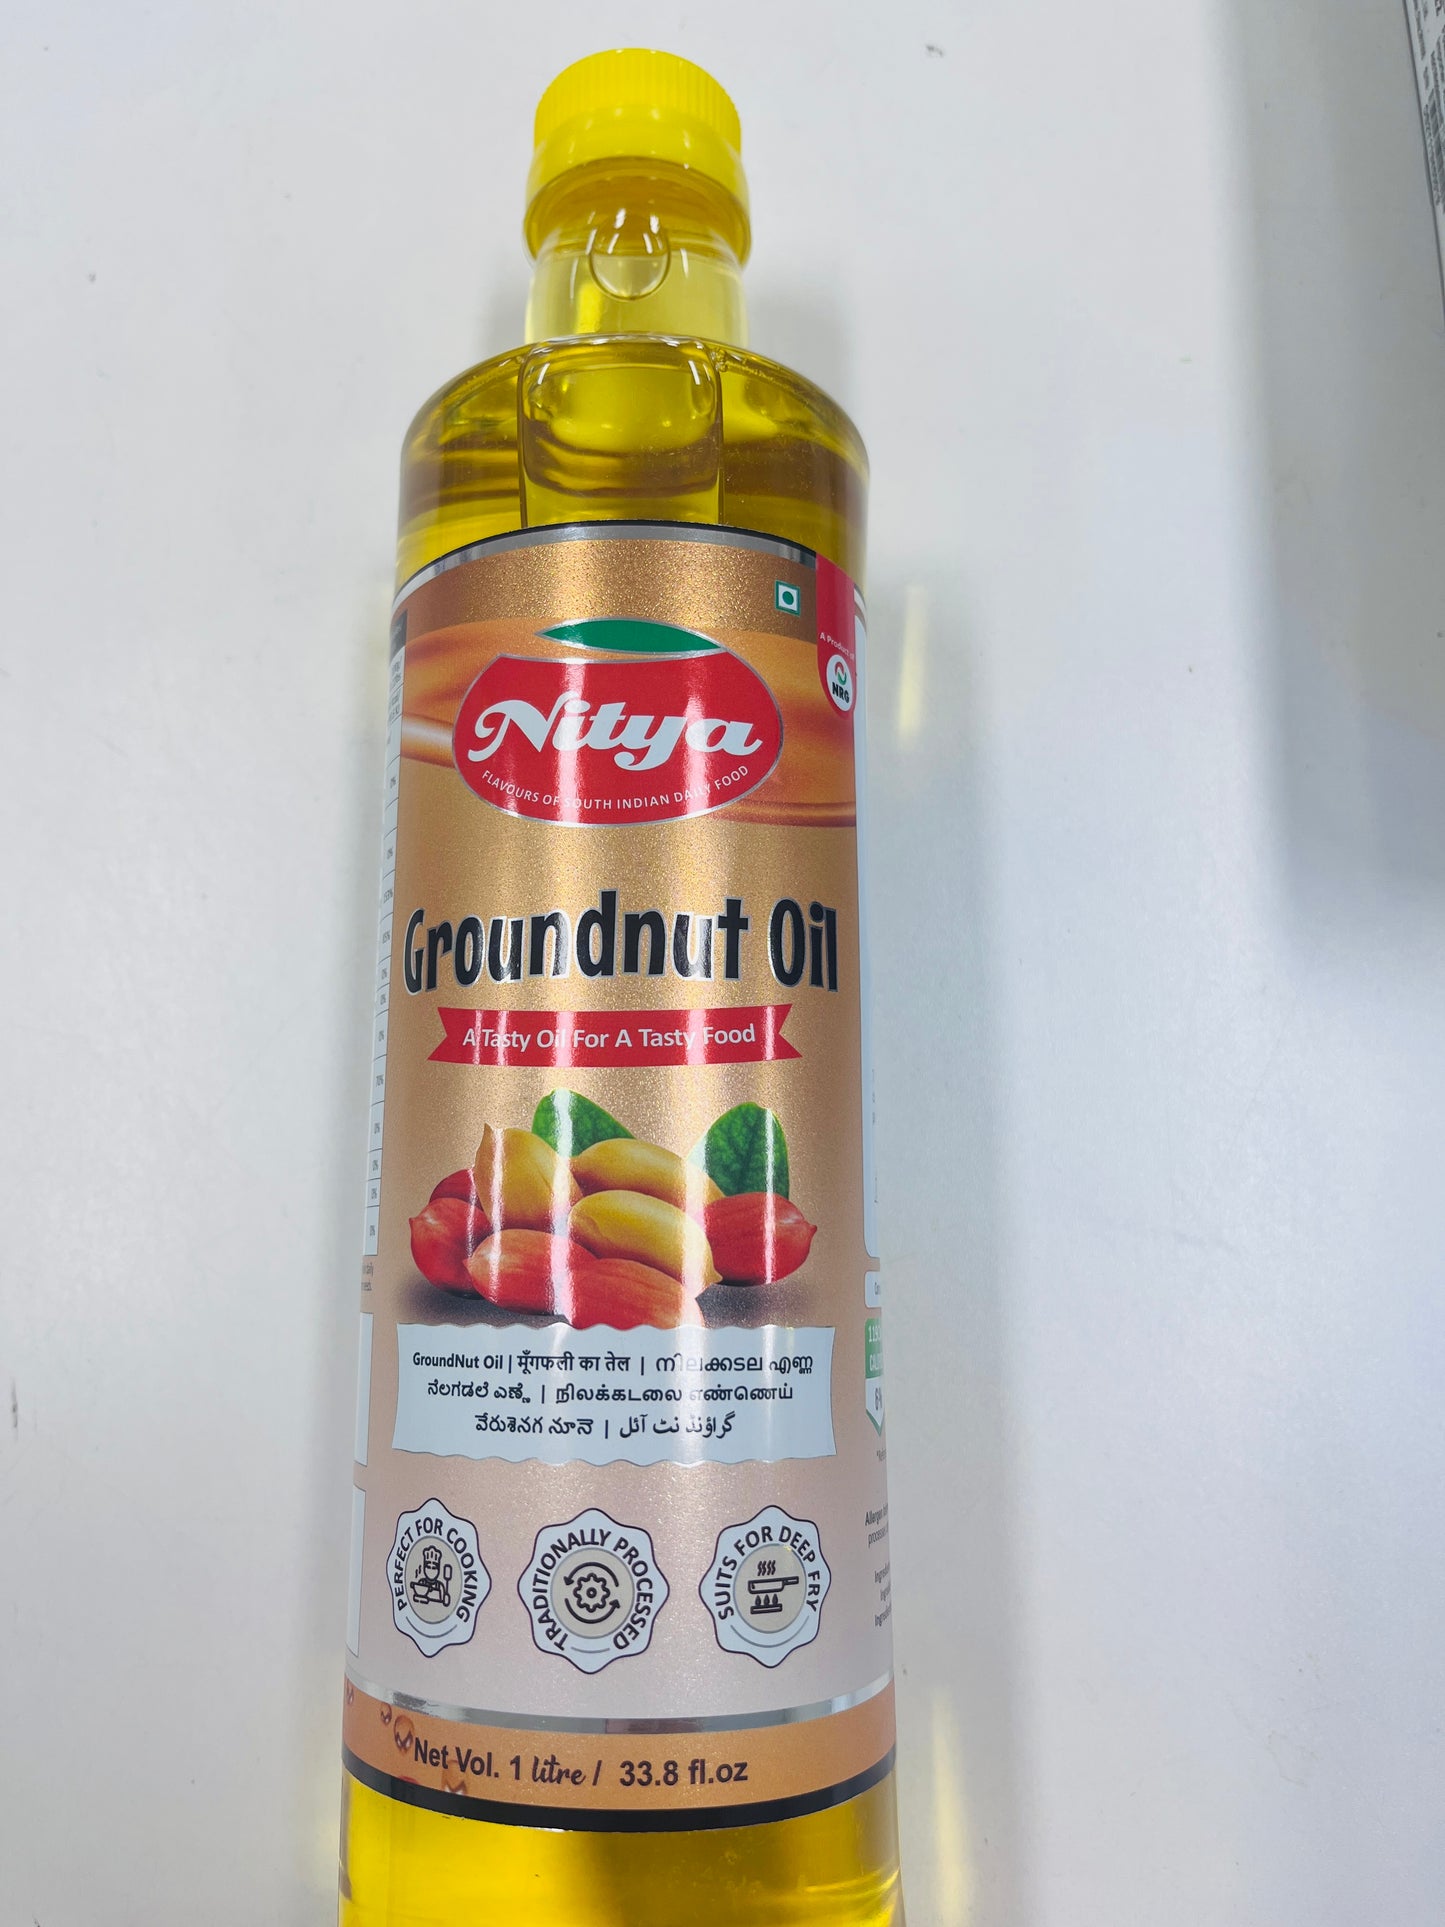 A Product of
NRG
Nitya
FLAVOURS OF SOUTH INDIAN DAILY FOOD
Groundnut Oil
A Tasty Oil For A Tasty Food
GroundNut Oil | मूँगफली का तेल | നിലക്കടല എണ്ണ
ನೆಲಗಡಲೆ ಎಣ್ಣೆ | நிலக்கடலை எண்ணெய்
వేరుశెనగ నూనె | گراؤنڈ نٹ آئل
PERFECT FOR COOKING
TRADITIONALLY PROCESSED
SUITS FOR DEEP FRY
Net Vol. 1 litre / 33.8 fl.oz